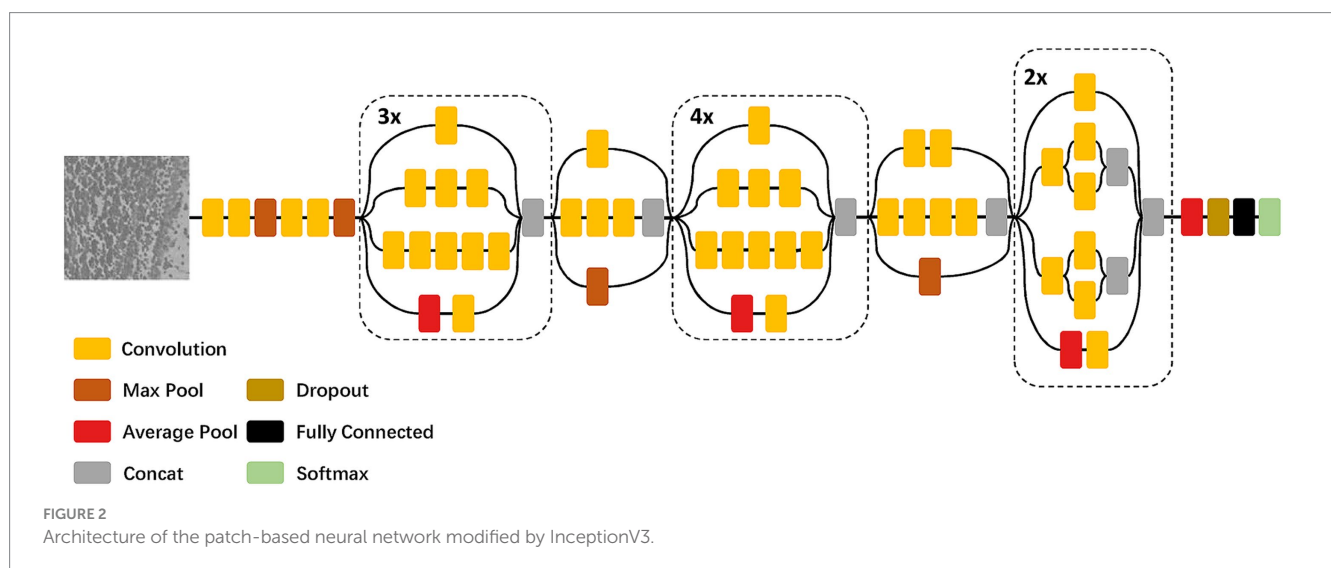 3x
4x
2x
Convolution
Max Pool
Dropout
Average Pool
Fully Connected
Concat
Softmax
FIGURE 2
Architecture of the patch-based neural network modified by InceptionV3.